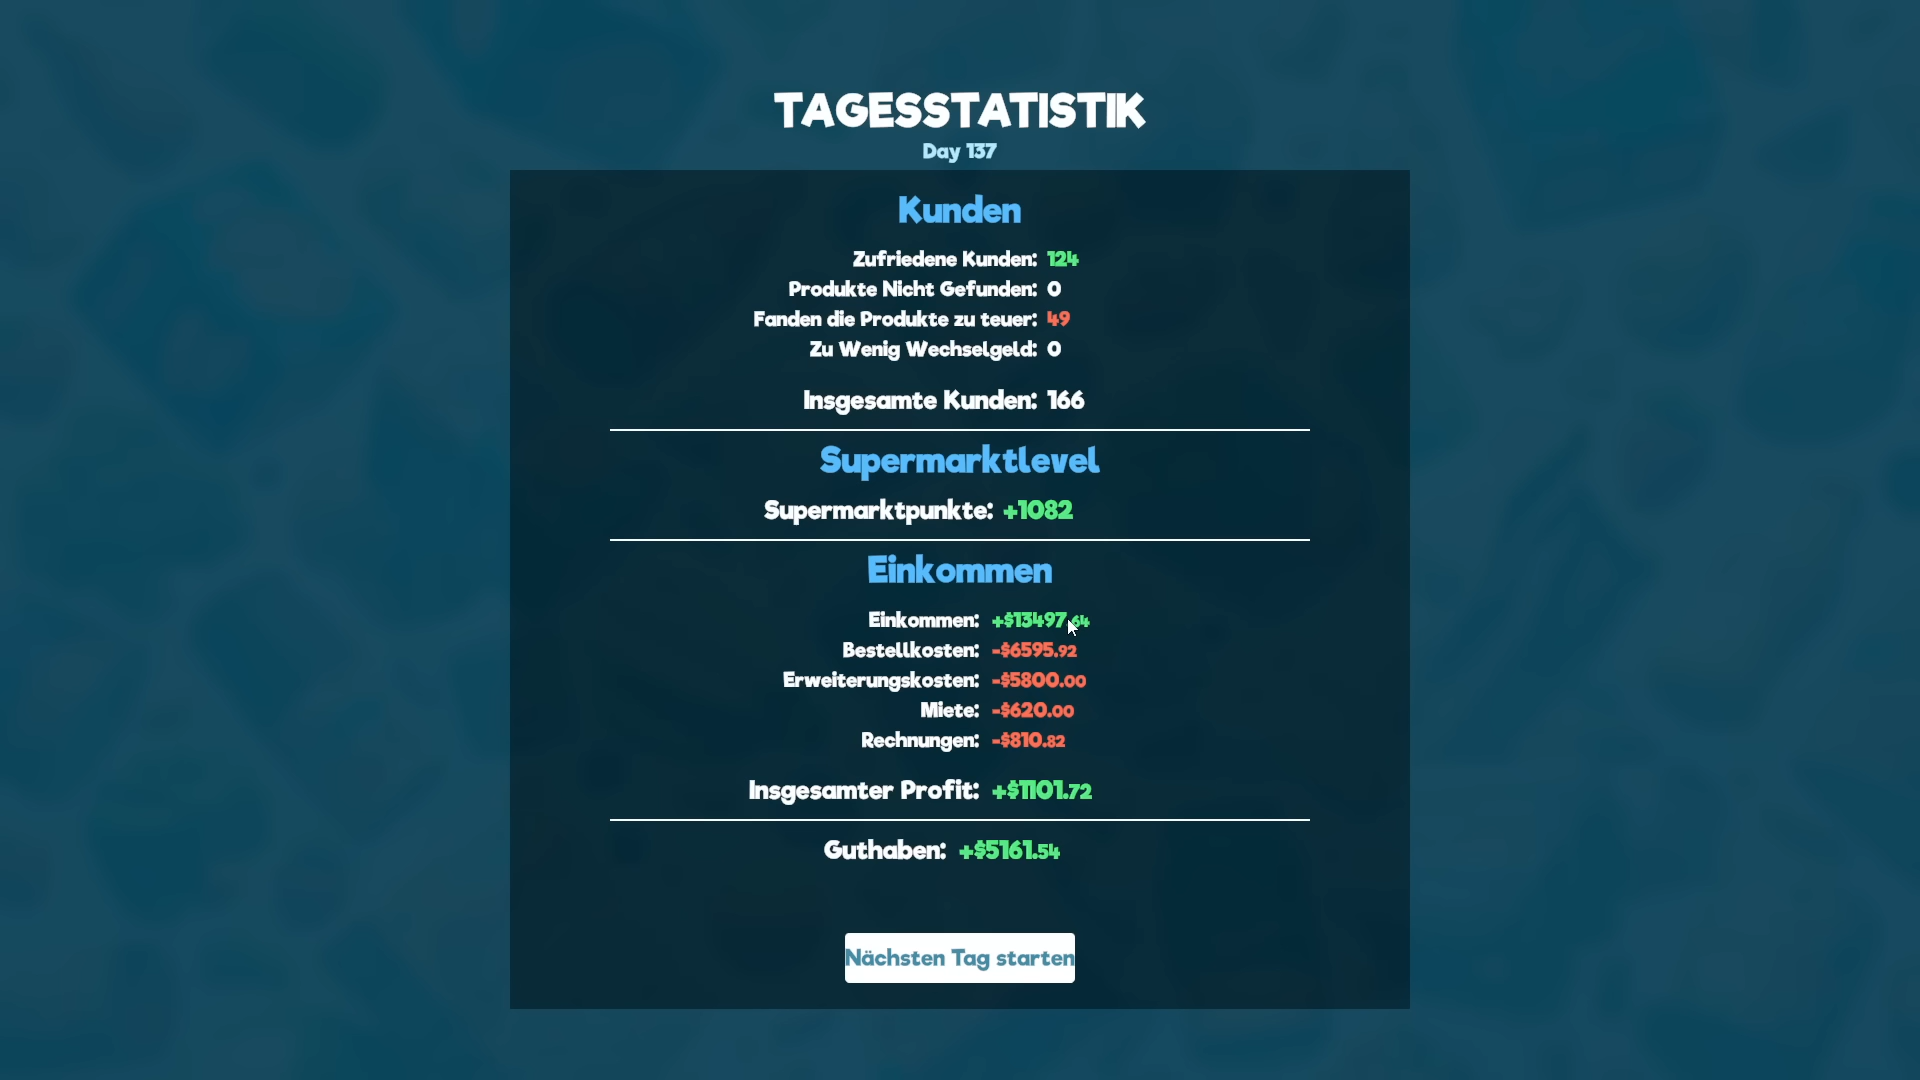 TAGESSTATISTIK
Day 137
Kunden
Zufriedene Kunden: 124
Produkte Nicht Gefunden: 0
Fanden die Produkte zu teuer: 49
Zu Wenig Wechselgeld: 0
Insgesamte Kunden: 166
Supermarktlevel
Supermarktpunkte: +1082
Einkommen
Einkommen: +$13497.64
Bestellkosten: -$6595.92
Erweiterungskosten: -$5800.00
Miete: -$620.00
Rechnungen: -$810.82
Insgesamter Profit: +$1101.72
Guthaben: +$5161.54
Nächsten Tag starten